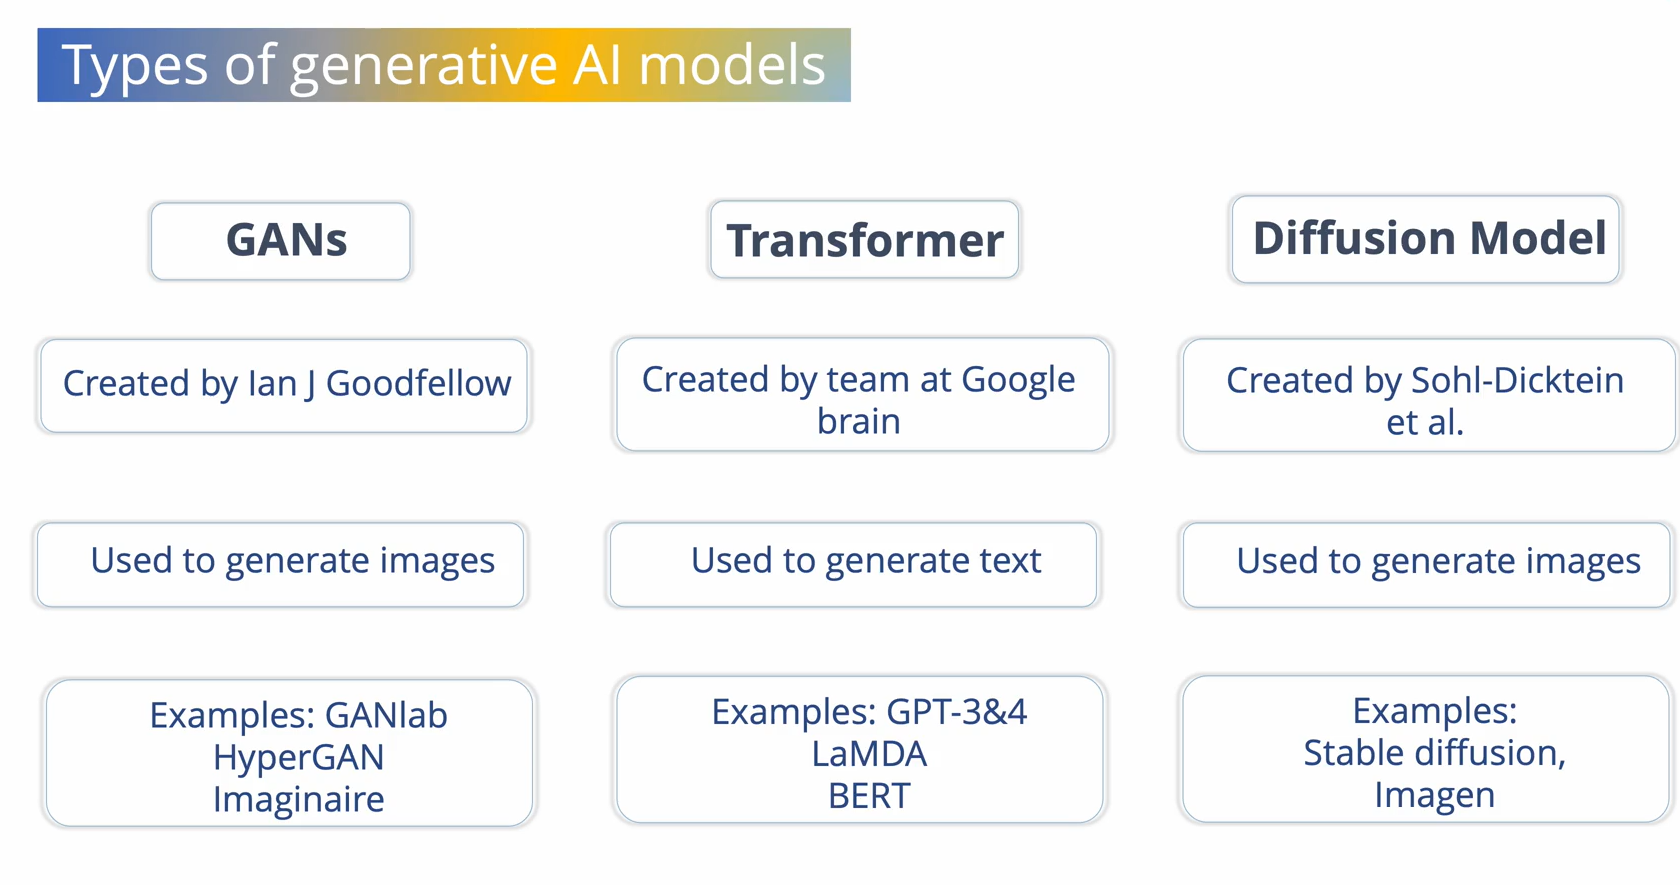 Types of generative AI models
GANs
Transformer
Diffusion Model
Created by Ian J Goodfellow
Created by team at Google
brain
Created by Sohl-Dicktein
et al.
Used to generate images
Used to generate text
Used to generate images
Examples: GANlab
HyperGAN
Imaginaire
Examples: GPT-3&4
LaMDA
BERT
Examples:
Stable diffusion,
Imagen